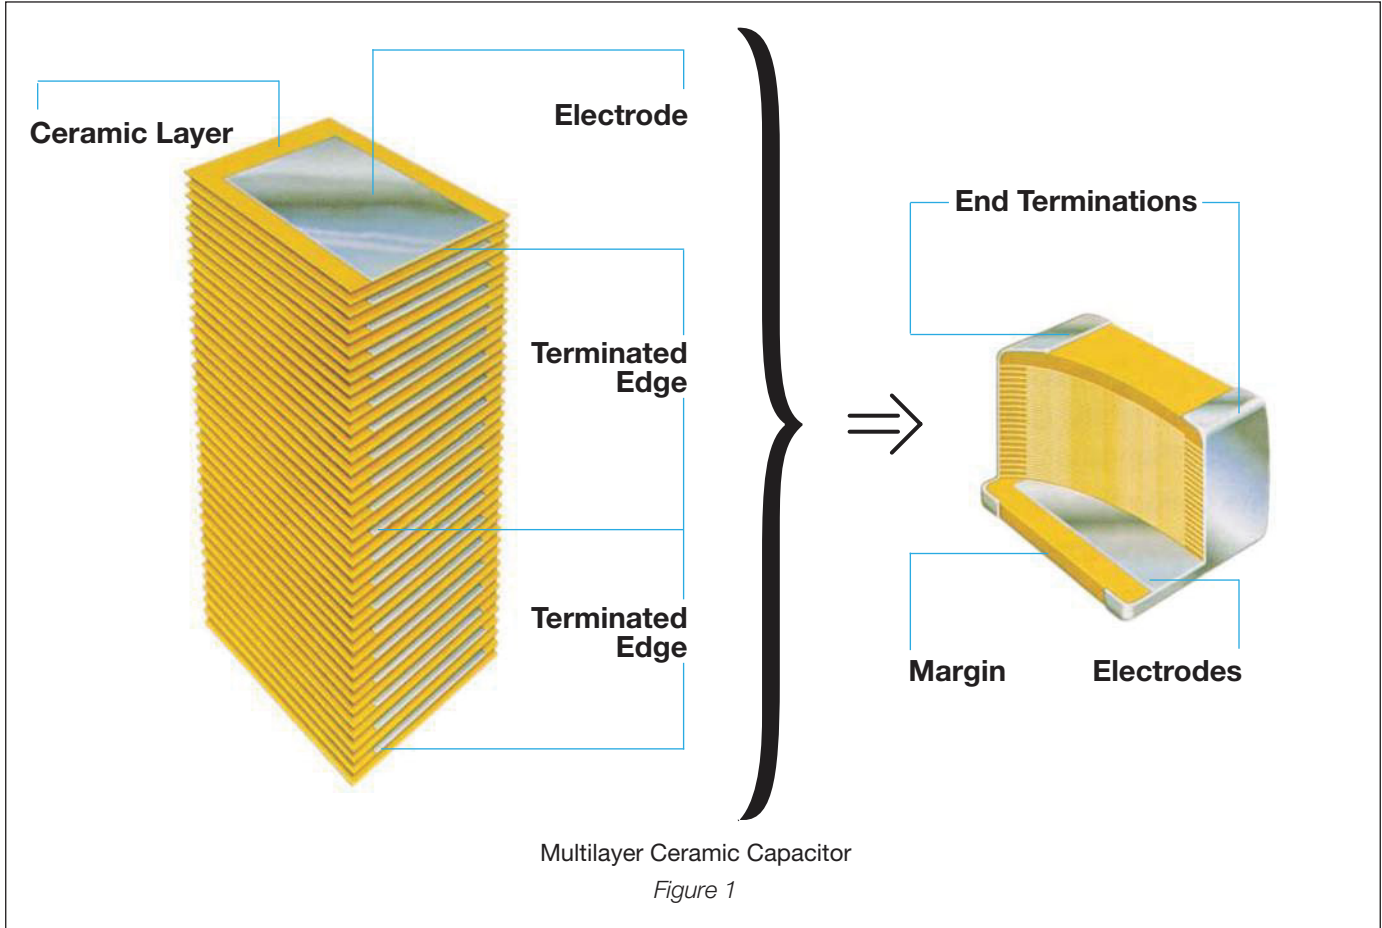 Ceramic Layer
Electrode
Terminated
Edge
Terminated
Edge
End Terminations
Margin
Electrodes
Multilayer Ceramic Capacitor
Figure 1